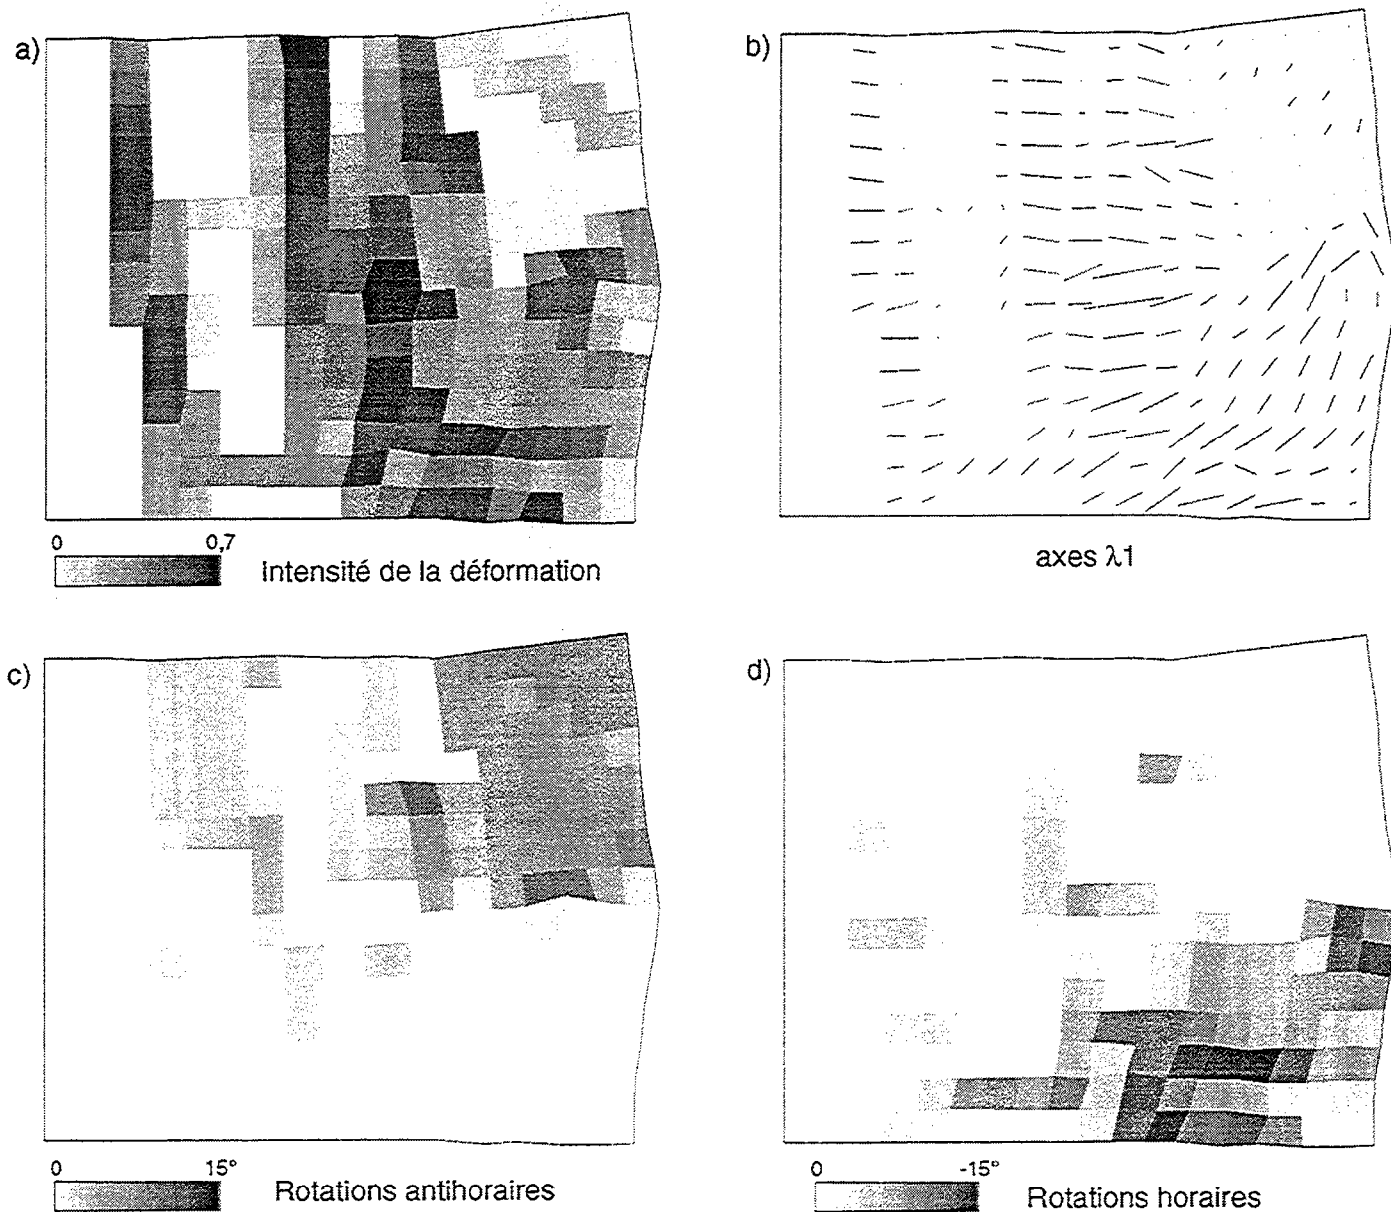 a)
b)
0 0,7
Intensité de la déformation
axes λ1
c)
d)
0 15°
Rotations antihoraires
0 -15°
Rotations horaires